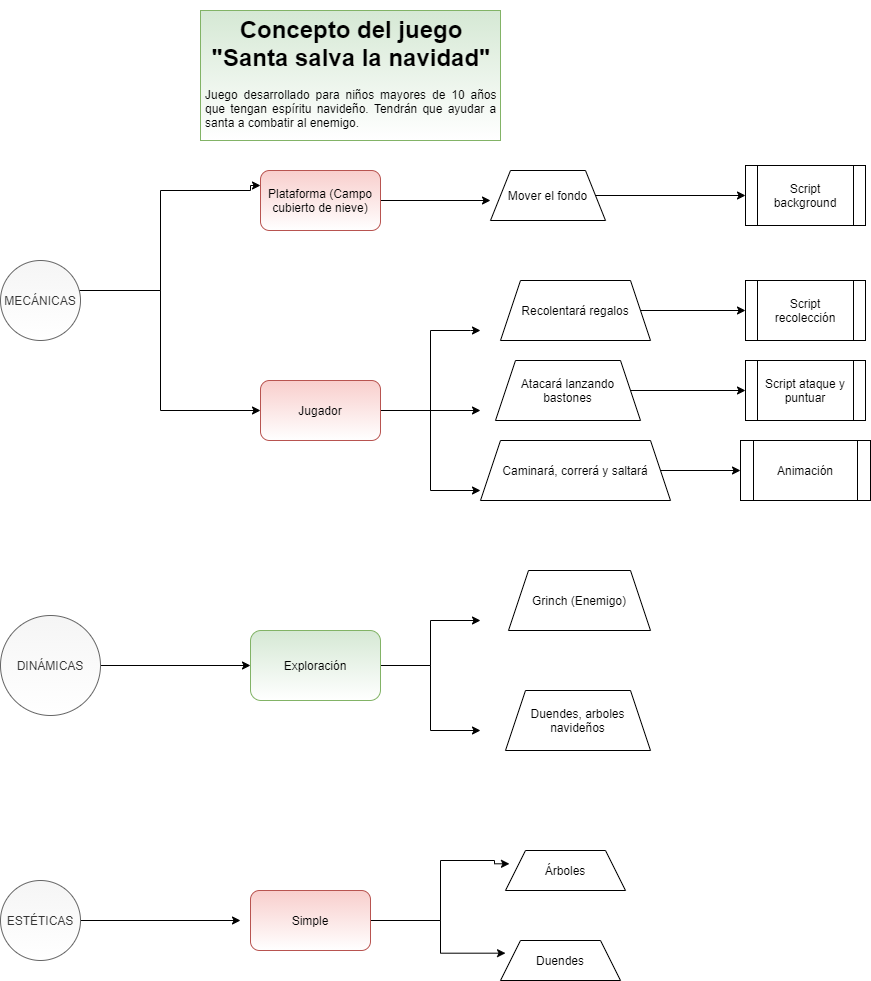 Concepto del juego
"Santa salva la navidad"
Juego desarrollado para niños mayores de 10 años
que tengan espíritu navideño. Tendrán que ayudar a
santa a combatir al enemigo.
Plataforma (Campo
cubierto de nieve)
Mover el fondo
Script
background
MECÁNICAS
Recolentará regalos
Script
recolección
Jugador
Atacará lanzando
bastones
Script ataque y
puntuar
Caminará, correrá y saltará
Animación
DINÁMICAS
Exploración
Grinch (Enemigo)
Duendes, arboles
navideños
ESTÉTICAS
Simple
Árboles
Duendes